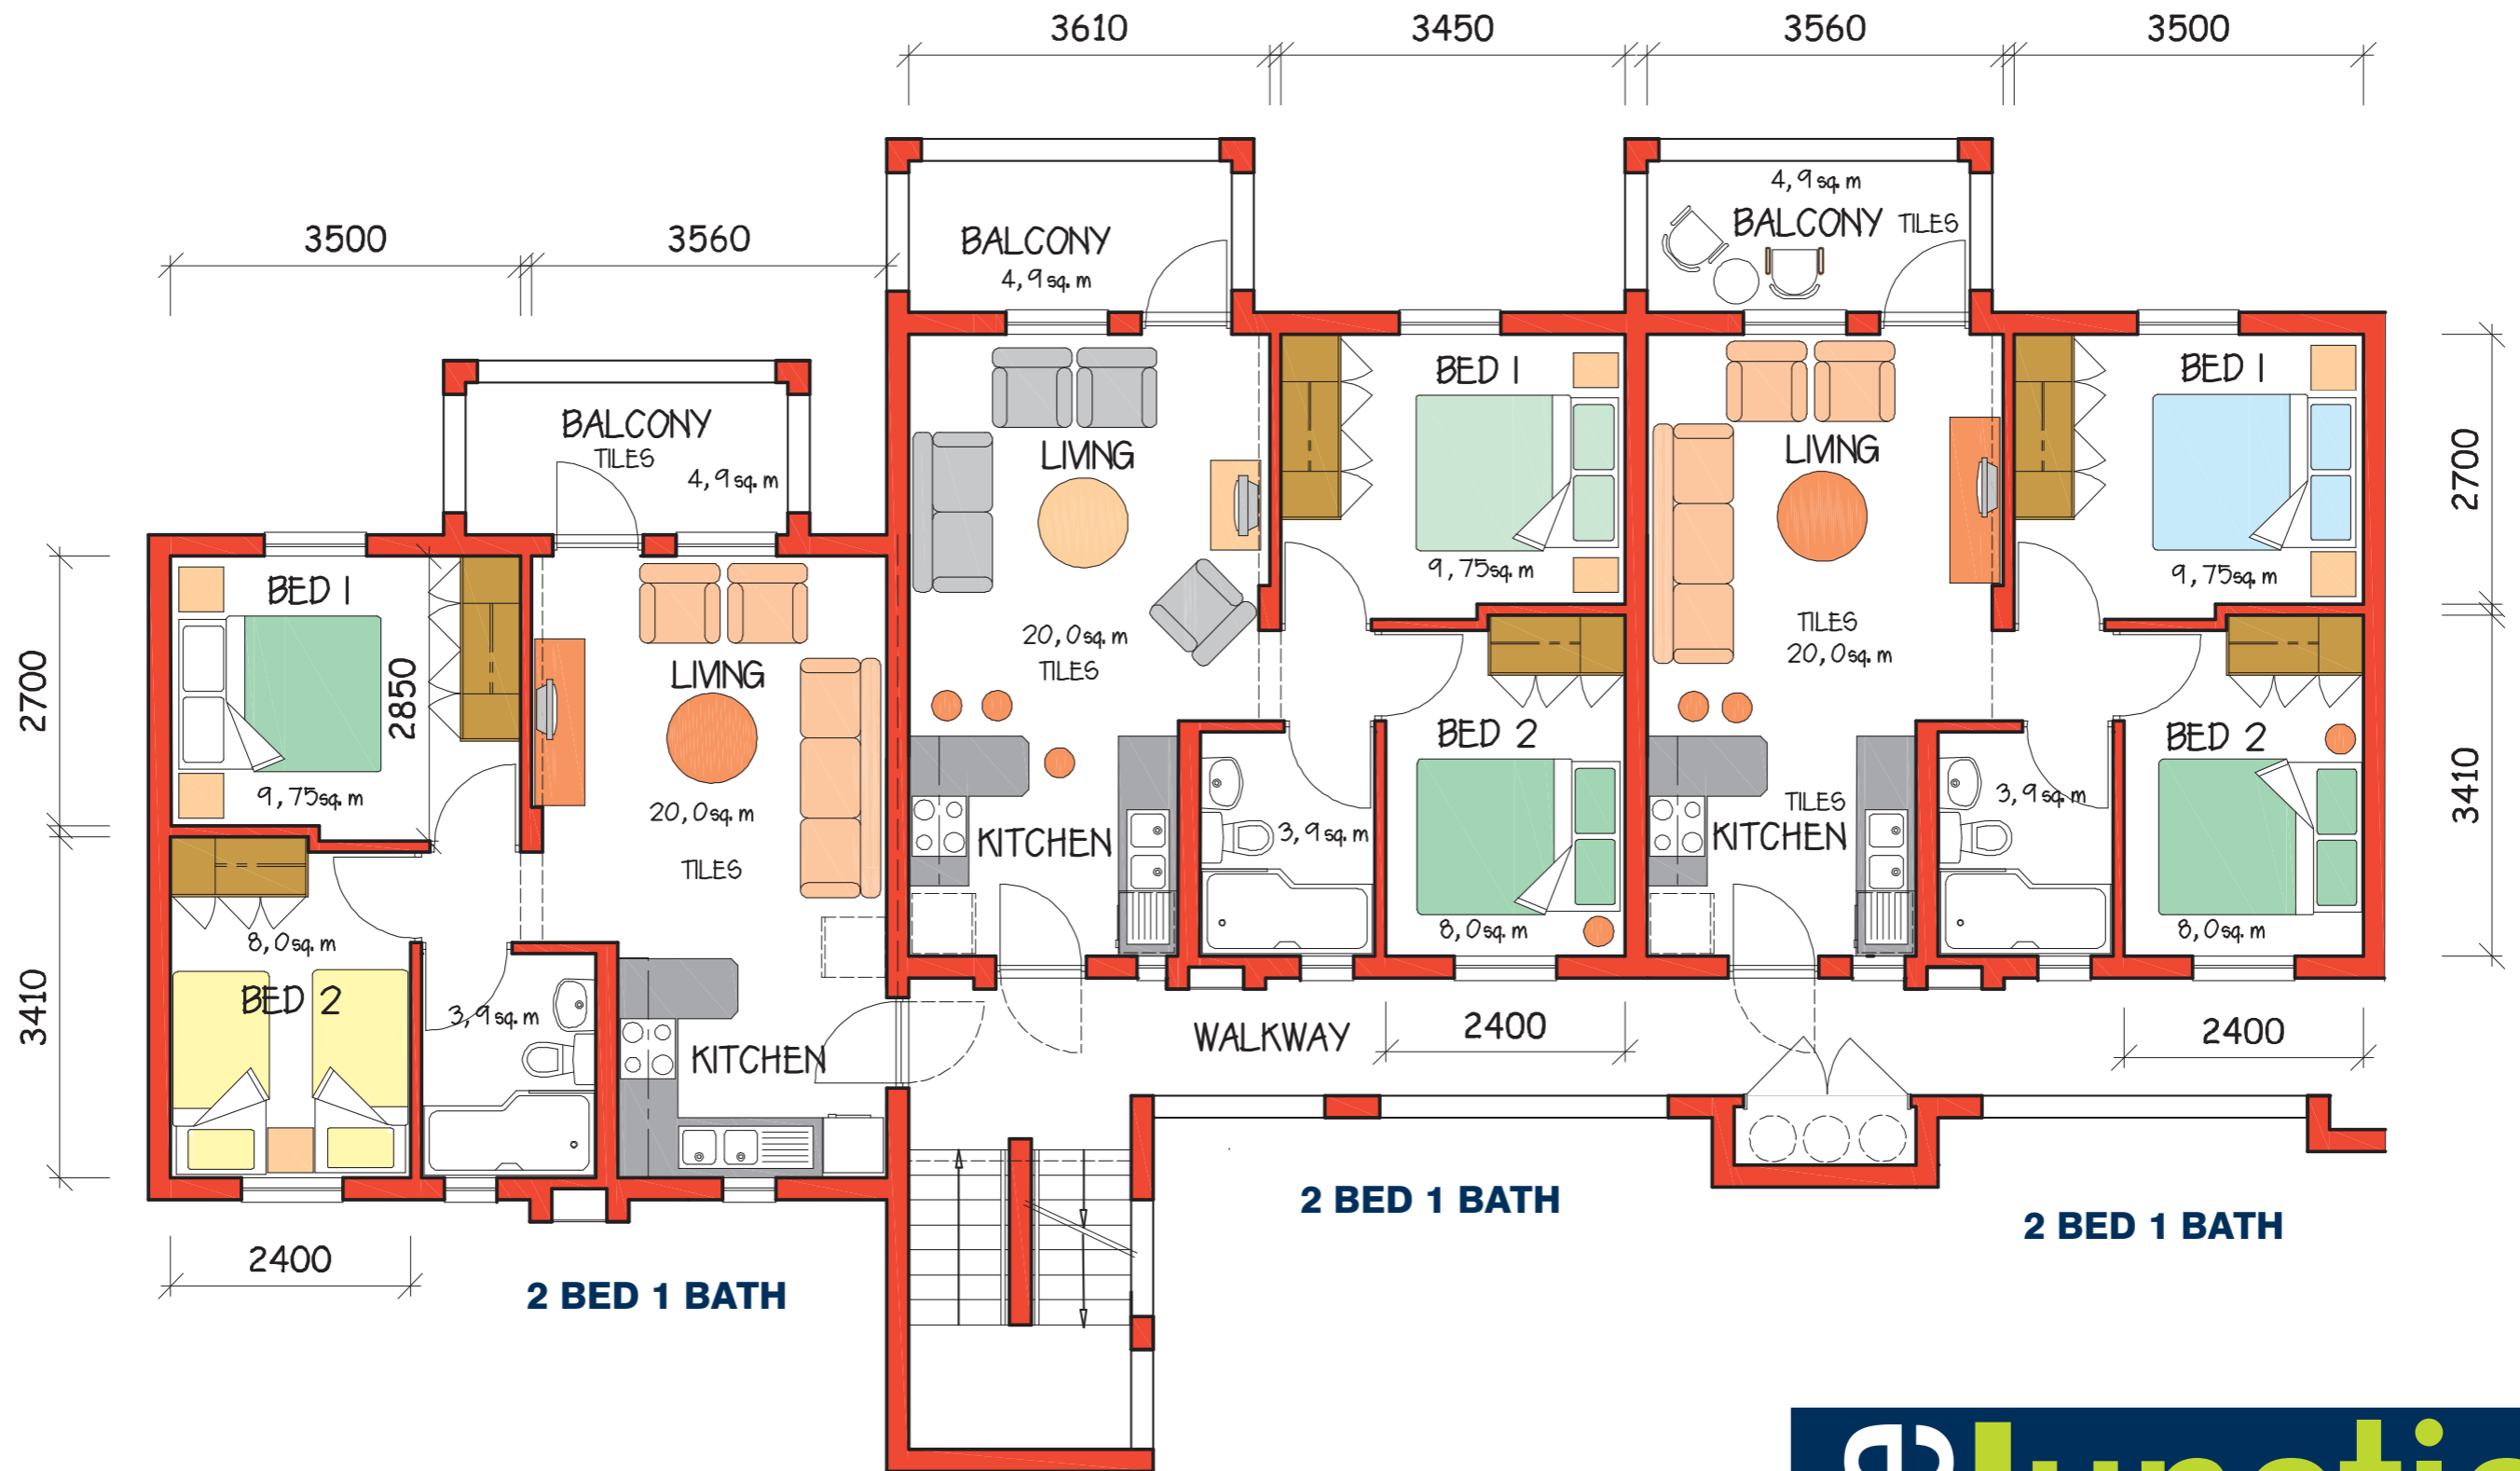 3610
3450
3560
3500
3500
3560
BALCONY
4,9 sq. m
4,9 sq. m
BALCONY TILES
BALCONY
TILES
4,9 sq. m
LIVING
20,0 sq. m
TILES
BED 1
9,75 sq. m
LIVING
TILES
20,0 sq. m
BED 1
9,75 sq. m
2700
3410
BED 1
9,75 sq. m
2850
LIVING
20,0 sq. m
TILES
2700
3410
KITCHEN
3,9 sq. m
BED 2
8,0 sq. m
TILES
KITCHEN
3,9 sq. m
BED 2
8,0 sq. m
8,0 sq. m
BED 2
3,9 sq. m
KITCHEN
WALKWAY
2400
2400
2400
2 BED 1 BATH
2 BED 1 BATH
2 BED 1 BATH